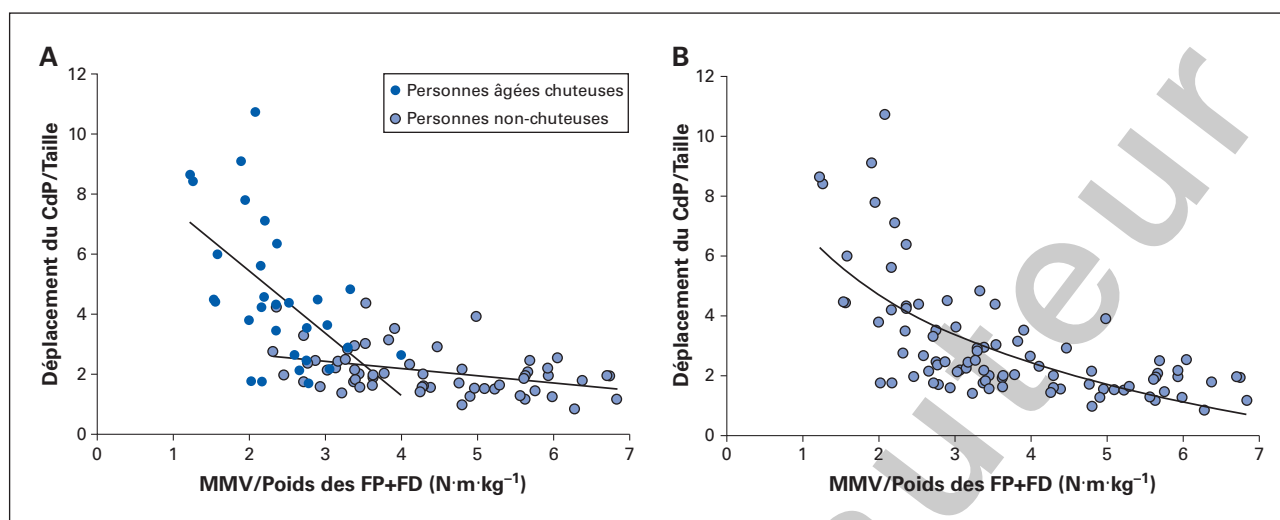 A
12
10
8
6
4
2
0
0 1 2 3 4 5 6 7
Déplacement du CdP/Taille
MMV/Poids des FP+FD (N·m·kg⁻¹)
Personnes âgées chuteuses
Personnes non-chuteuses
B
12
10
8
6
4
2
0
0 1 2 3 4 5 6 7
Déplacement du CdP/Taille
MMV/Poids des FP+FD (N·m·kg⁻¹)
uteur